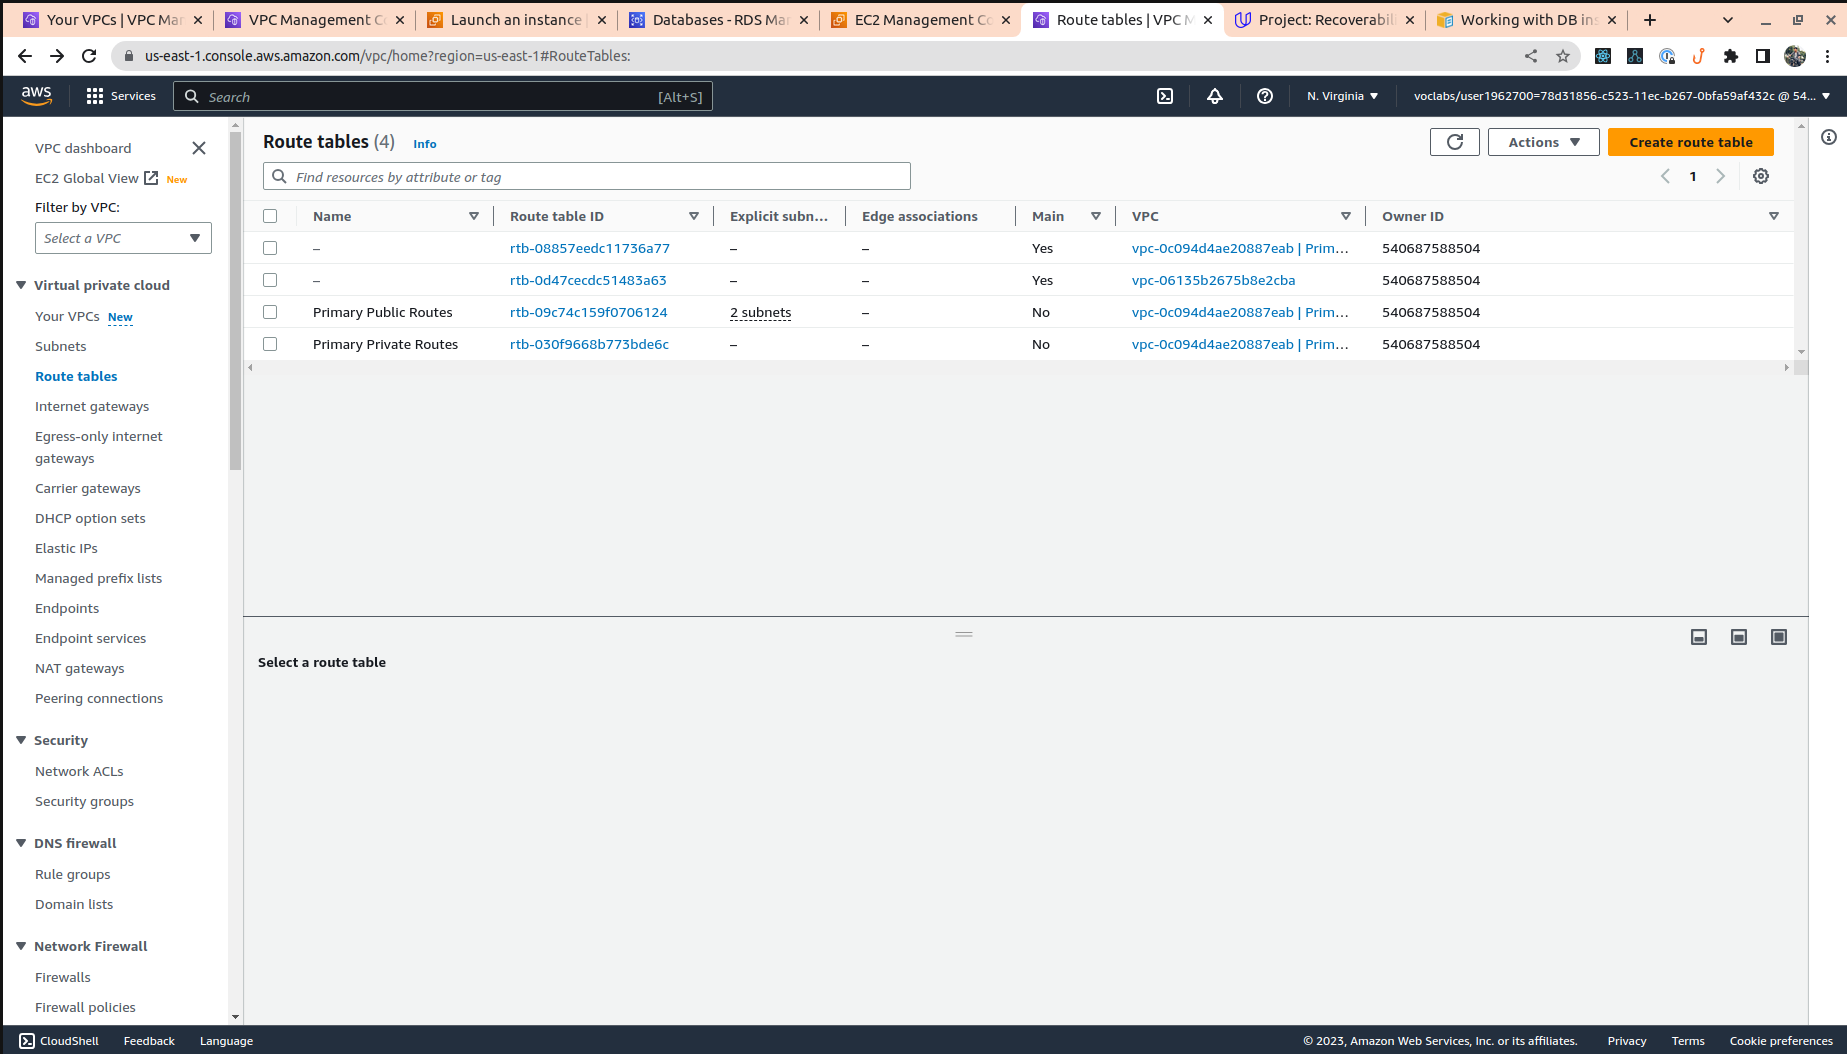 Your VPCs | VPC Ma
VPC Management C
Launch an instance
Databases - RDS Ma
EC2 Management C
Route tables | VPC M
Project: Recoverabil
Working with DB ins
us-east-1.console.aws.amazon.com/vpc/home?region=us-east-1#RouteTables:
aws
Services
Search
[Alt+S]
N. Virginia
voclabs/user1962700=78d31856-c523-11ec-b267-0bfa59af432c @ 54...
VPC dashboard
EC2 Global View New
Filter by VPC:
Select a VPC
Virtual private cloud
Your VPCs New
Subnets
Route tables
Internet gateways
Egress-only internet
gateways
Carrier gateways
DHCP option sets
Elastic IPs
Managed prefix lists
Endpoints
Endpoint services
NAT gateways
Peering connections
Security
Network ACLs
Security groups
DNS firewall
Rule groups
Domain lists
Network Firewall
Firewalls
Firewall policies
Route tables (4) Info
Actions
Create route table
Find resources by attribute or tag
1
Name Route table ID Explicit subn... Edge associations Main VPC Owner ID
– rtb-08857eedc11736a77 – – Yes vpc-0c094d4ae20887eab | Prim... 540687588504
– rtb-0d47cecdc51483a63 – – Yes vpc-06135b2675b8e2cba 540687588504
Primary Public Routes rtb-09c74c159f0706124 2 subnets – No vpc-0c094d4ae20887eab | Prim... 540687588504
Primary Private Routes rtb-030f9668b773bde6c – – No vpc-0c094d4ae20887eab | Prim... 540687588504
Select a route table
CloudShell Feedback Language
© 2023, Amazon Web Services, Inc. or its affiliates. Privacy Terms Cookie preferences